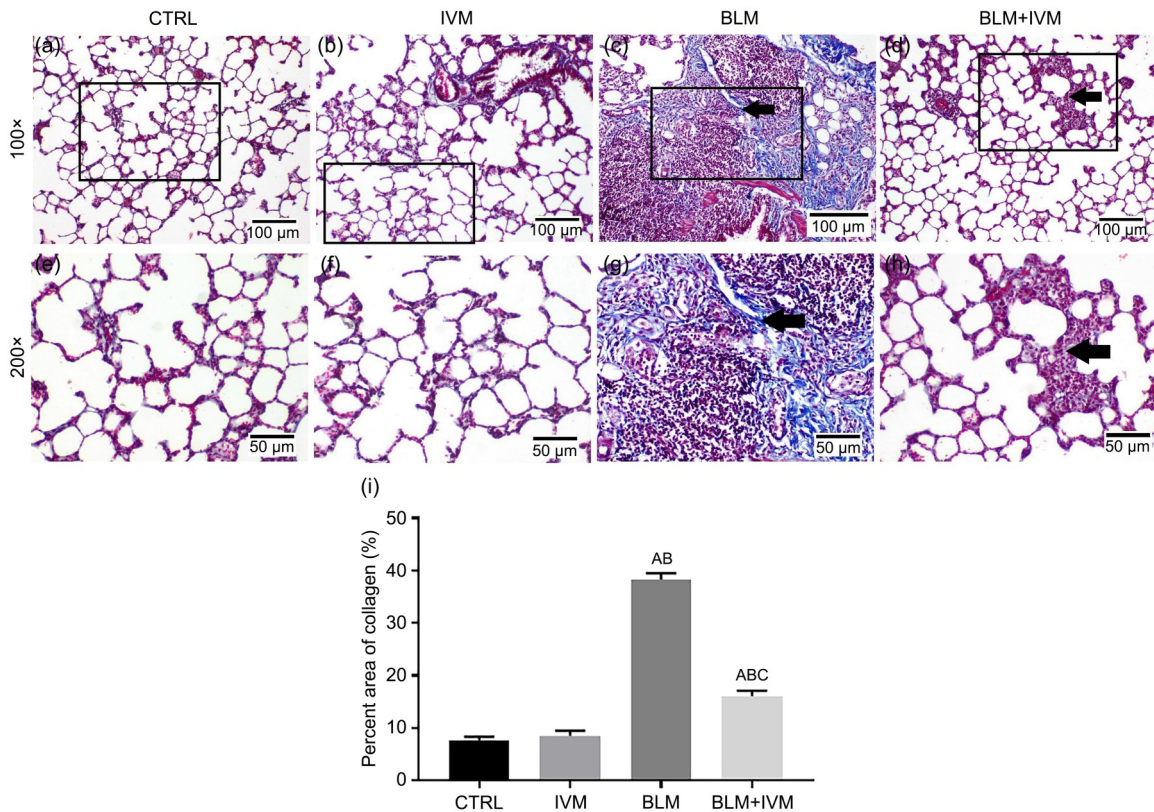 CTRL IVM BLM BLM+IVM
(a) (b) (c) (d)
100×
100 µm 100 µm 100 µm 100 µm
(e) (f) (g) (h)
200×
50 µm 50 µm 50 µm 50 µm
(i)
Percent area of collagen (%)
50
40
30
20
10
0
AB
ABC
CTRL IVM BLM BLM+IVM